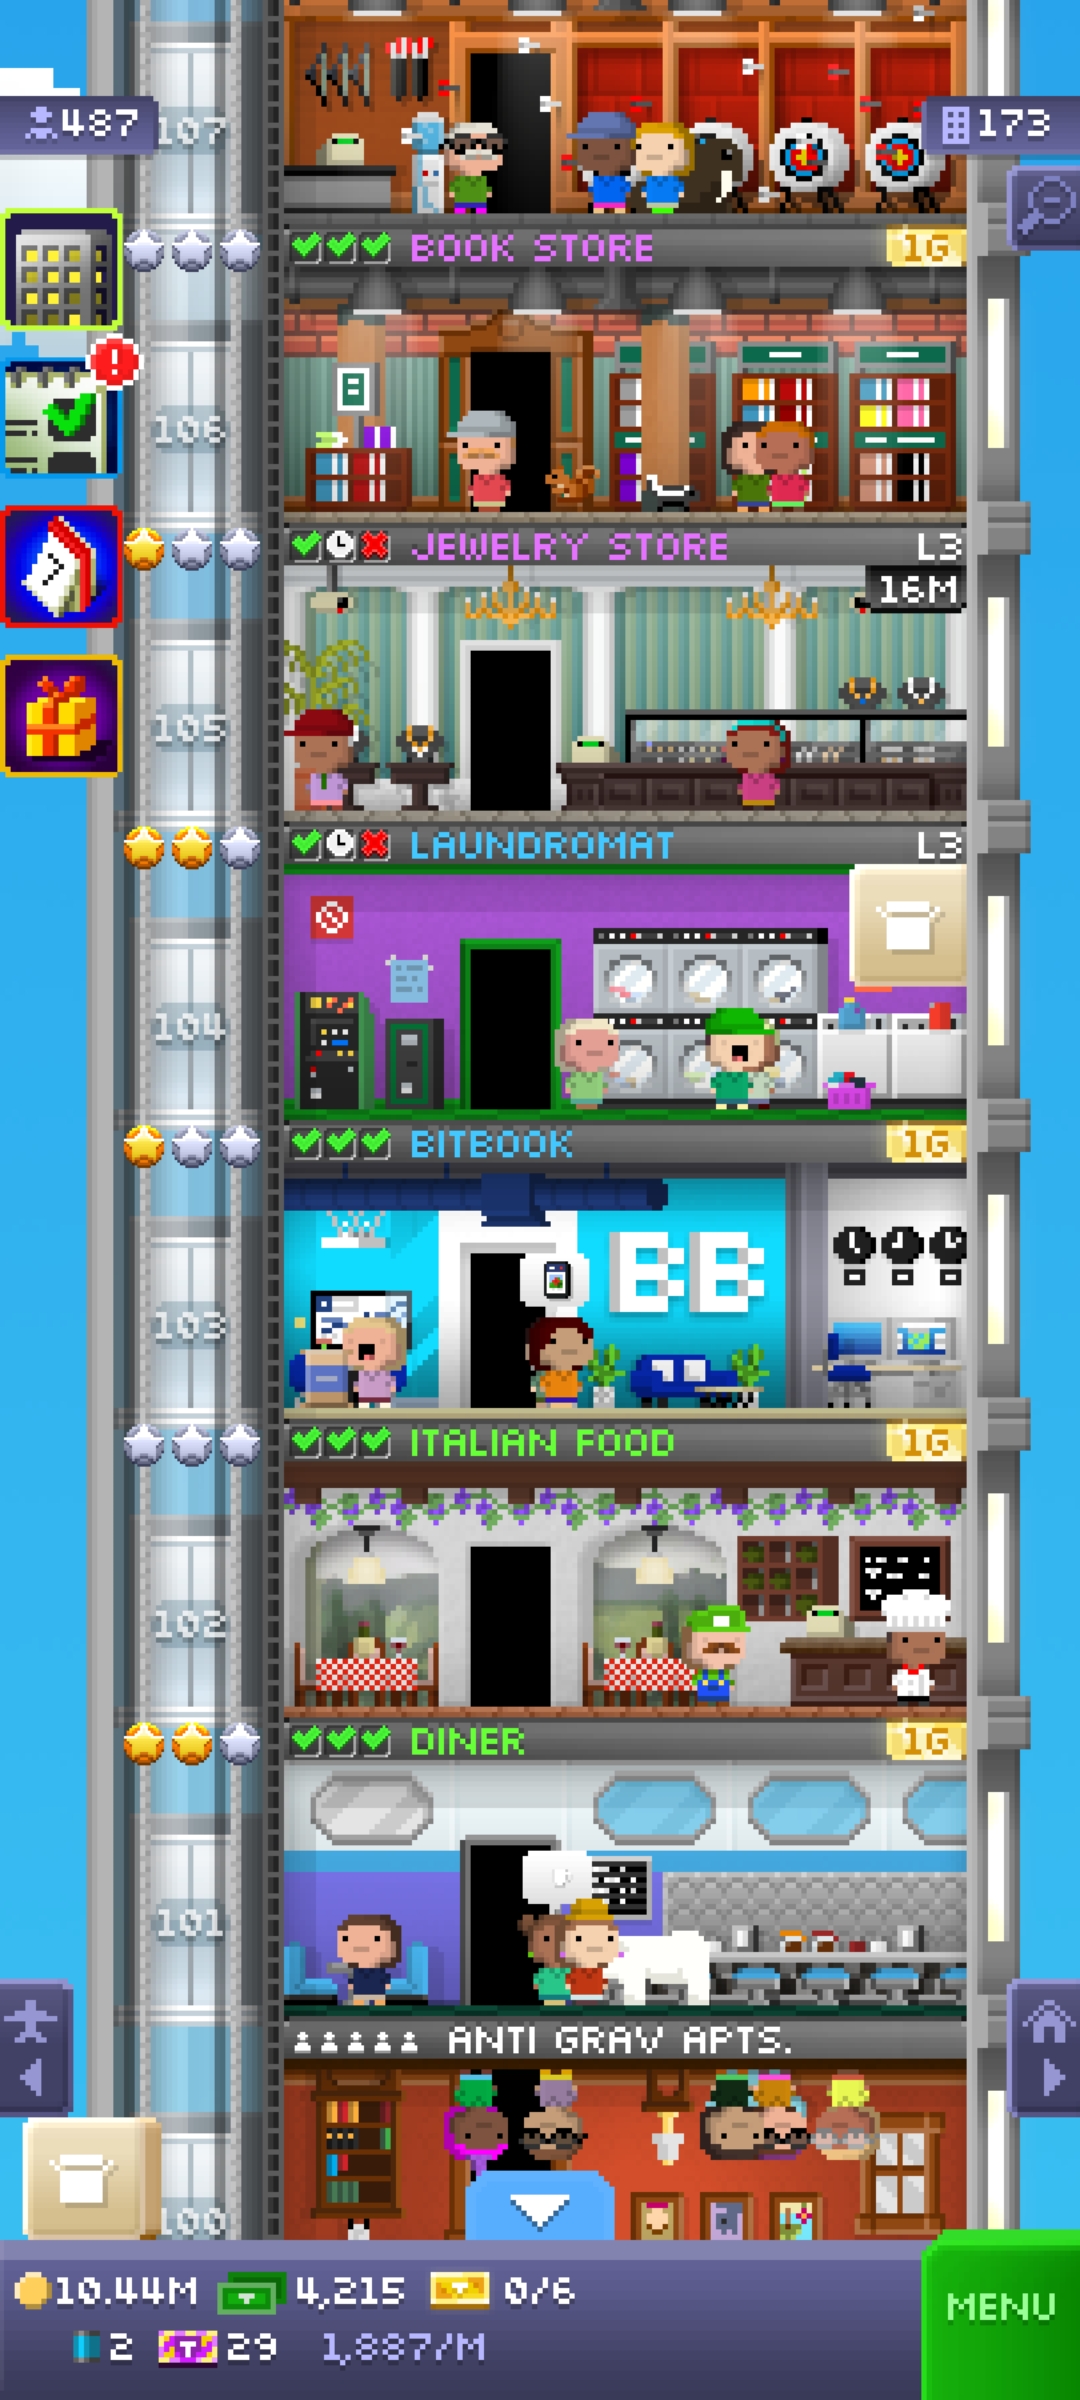 487
107
173
BOOK STORE 1G
106
JEWELRY STORE L3
16M
7
105
LAUNDROMAT L3
104
BITBOOK 1G
BB
103
ITALIAN FOOD 1G
102
DINER 1G
101
ANTI GRAV APTS.
100
10.44M 4,215 0/6
MENU
2 29 1,887/M